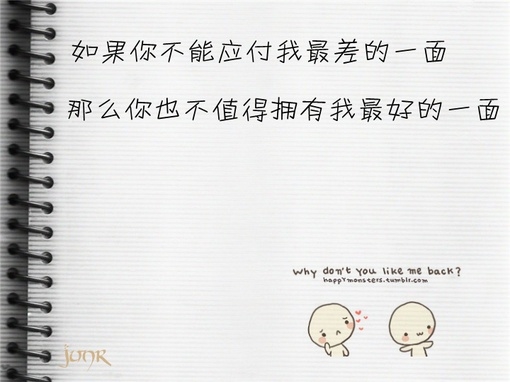 如果你不能应付我最差的一面
那么你也不值得拥有我最好的一面
why don't you like me back?
happymonsters.tumblr.com